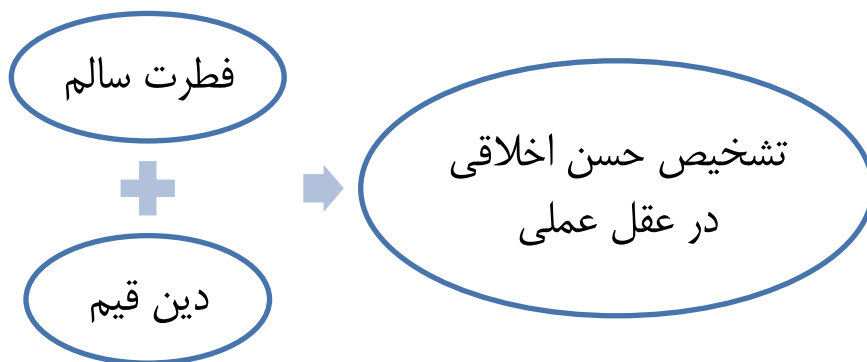 فطرت سالم
دین قیم
تشخیص حسن اخلاقی
در عقل عملی